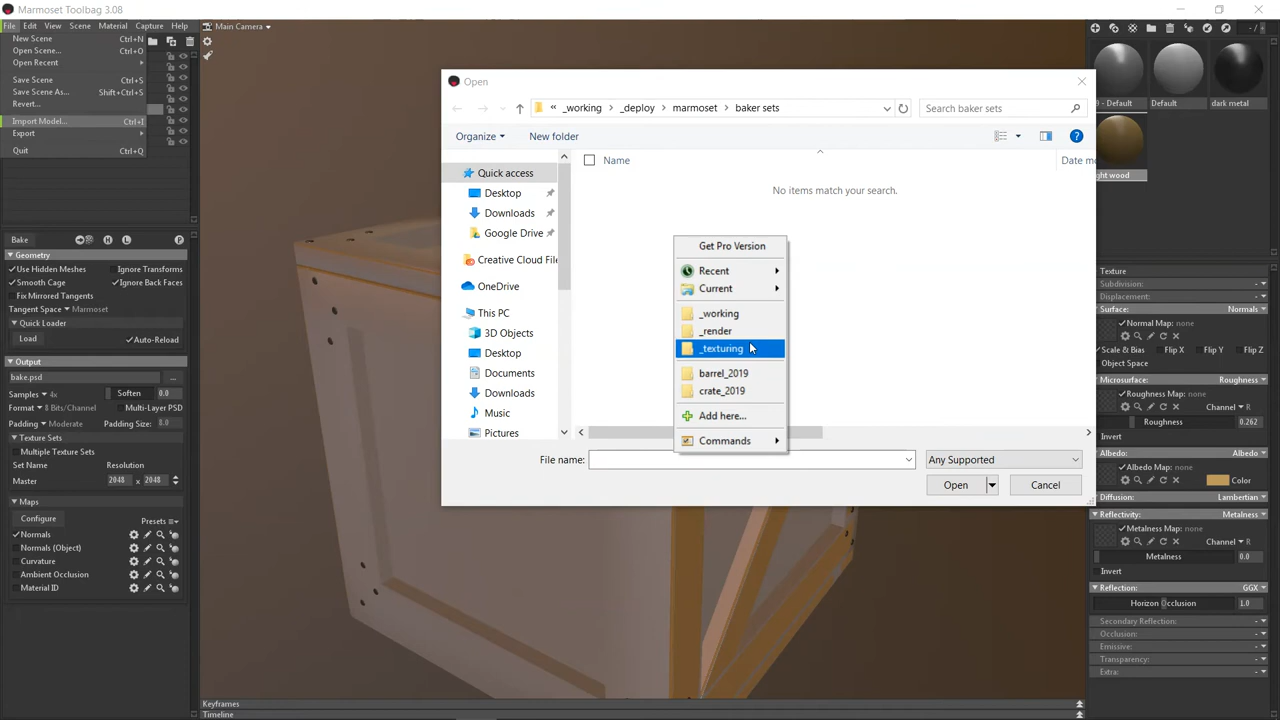 Marmoset Toolbag 3.08
File Edit View Scene Material Capture Help
Main Camera
New Scene Ctrl+N
Open Scene... Ctrl+O
Open Recent
Save Scene Ctrl+S
Save Scene As... Shift+Ctrl+S
Revert...
Import Model... Ctrl+I
Export
Quit Ctrl+Q
Bake H L P
Geometry
Use Hidden Meshes Ignore Transforms
Smooth Cage Ignore Back Faces
Fix Mirrored Tangents
Tangent Space Marmoset
Quick Loader
Load Auto-Reload
Output
bake.psd ...
Samples 4x Soften 0.0
Format 8 Bits/Channel Multi-Layer PSD
Padding Moderate Padding Size: 8.0
Texture Sets
Multiple Texture Sets
Set Name Resolution
Master 2048 x 2048
Maps
Configure Presets
Normals
Normals (Object)
Curvature
Ambient Occlusion
Material ID
Open
« _working _deploy marmoset baker sets
Search baker sets
Organize New folder
Name Date mo
No items match your search.
Quick access
Desktop
Downloads
Google Drive
Creative Cloud File
OneDrive
This PC
3D Objects
Desktop
Documents
Downloads
Music
Pictures
Get Pro Version
Recent
Current
_working
_render
_texturing
barrel_2019
crate_2019
Add here...
Commands
File name: Any Supported
Open Cancel
- / -
9 - Default Default dark metal
ght wood
Texture
Subdivision:
Displacement:
Surface: Normals
Normal Map: none
Scale & Bias Flip X Flip Y Flip Z
Object Space
Microsurface: Roughness
Roughness Map: none
Channel R
Roughness 0.262
Invert
Albedo: Albedo
Albedo Map: none
Color
Diffusion: Lambertian
Reflectivity: Metalness
Metalness Map: none
Channel R
Metalness 0.0
Invert
Reflection: GGX
Horizon Occlusion 1.0
Secondary Reflection:
Occlusion:
Emissive:
Transparency:
Extra:
Keyframes
Timeline